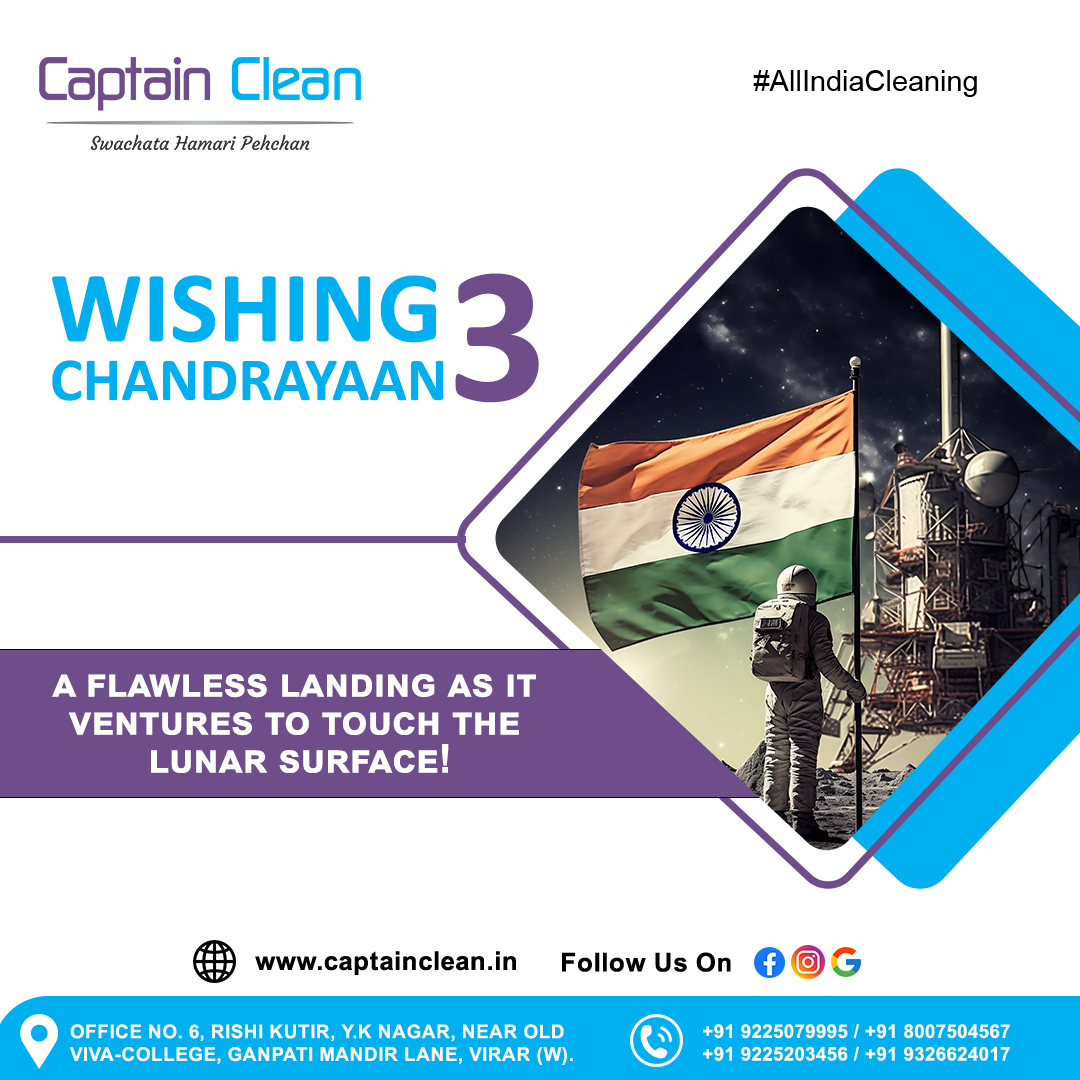 Captain Clean
Swachata Hamari Pehchan
#AllIndiaCleaning
WISHING
CHANDRAYAAN 3
A FLAWLESS LANDING AS IT
VENTURES TO TOUCH THE
LUNAR SURFACE!
www.captainclean.in
Follow Us On
OFFICE NO. 6, RISHI KUTIR, Y.K NAGAR, NEAR OLD
VIVA-COLLEGE, GANPATI MANDIR LANE, VIRAR (W).
+91 9225079995 / +91 8007504567
+91 9225203456 / +91 9326624017